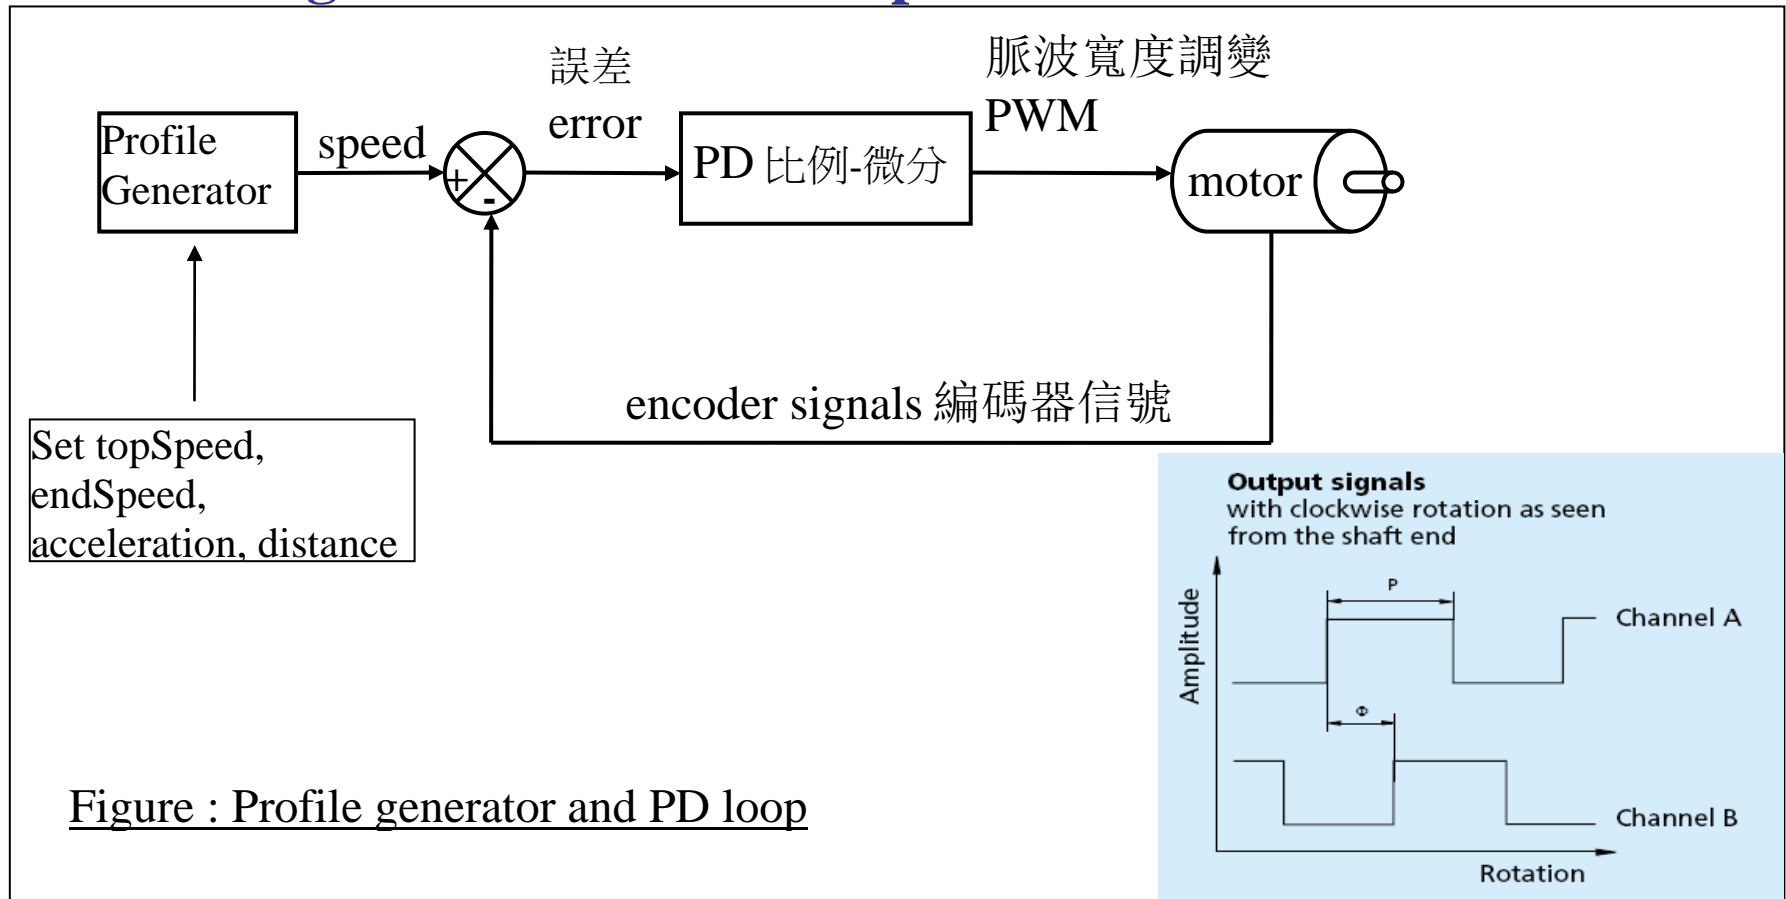 誤差
error
脈波寬度調變
PWM
Profile
Generator
speed
+
-
PD 比例-微分
motor
encoder signals 編碼器信號
Set topSpeed,
endSpeed,
acceleration, distance
Output signals
with clockwise rotation as seen
from the shaft end
Amplitude
P
Channel A
Φ
Channel B
Rotation
Figure : Profile generator and PD loop